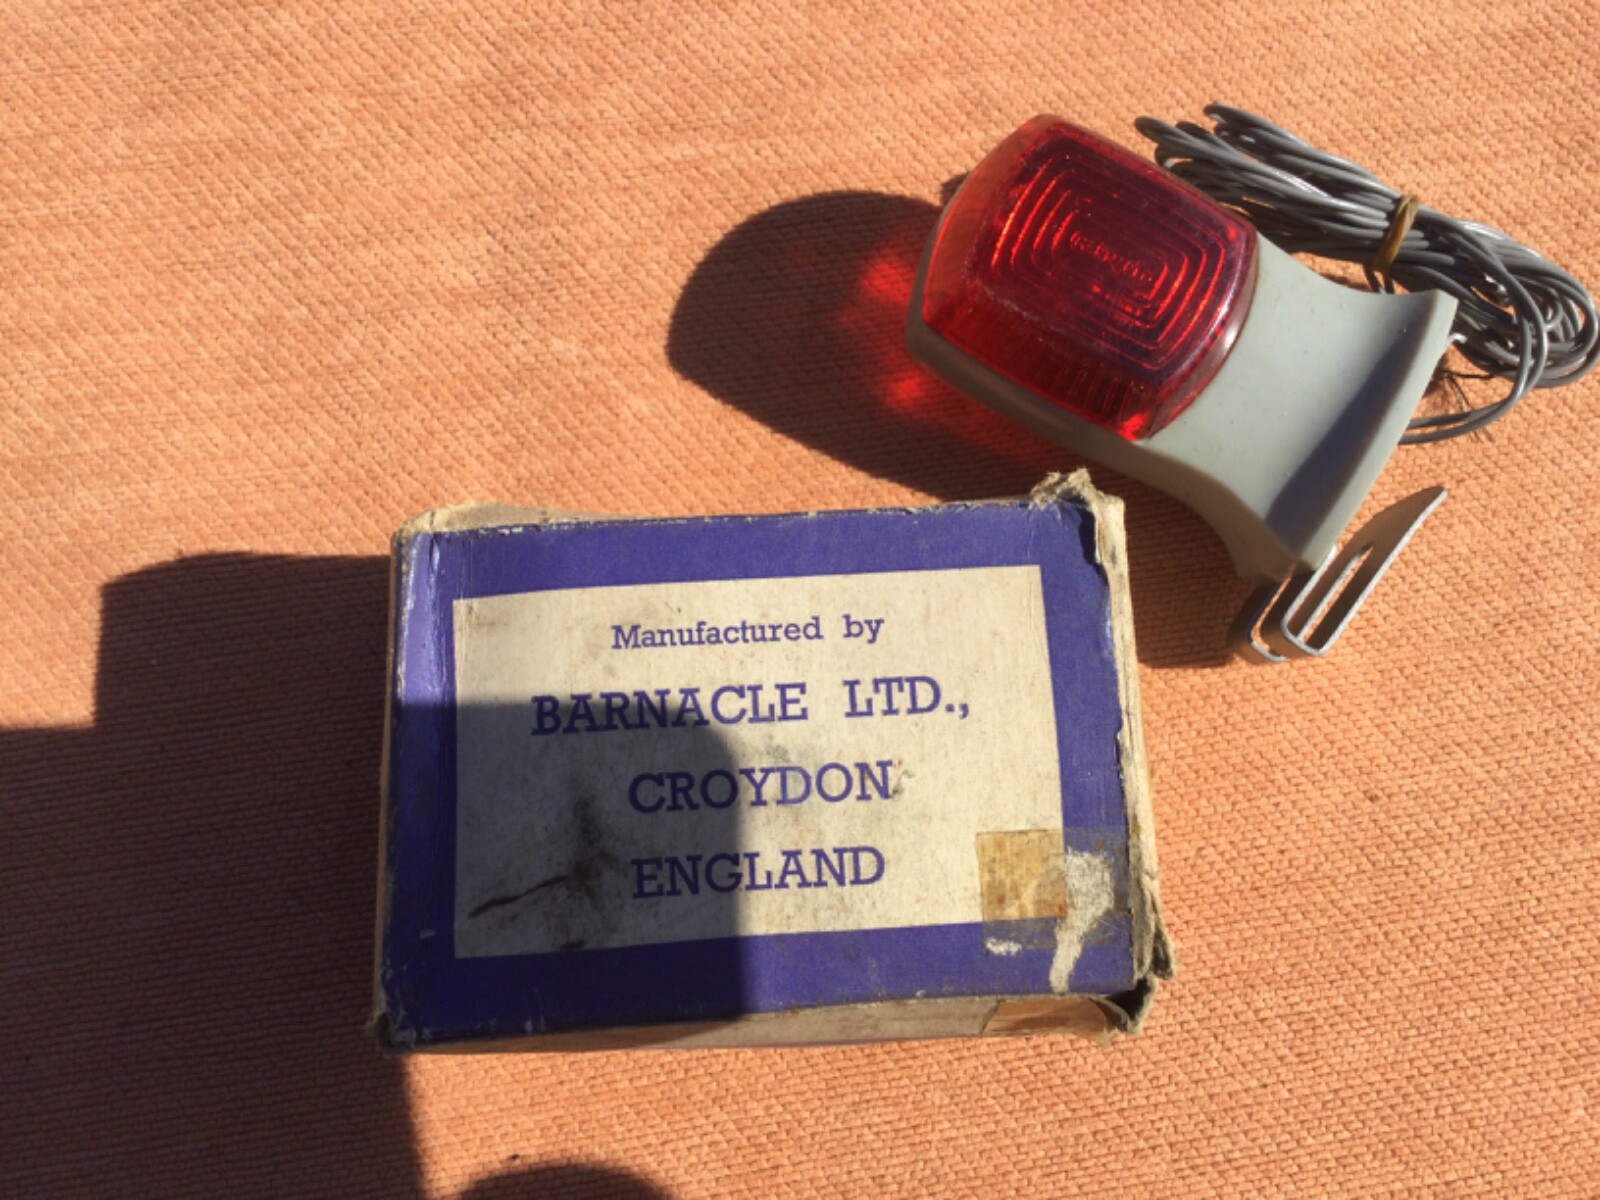 Manufactured by
BARNACLE LTD.,
CROYDON
ENGLAND